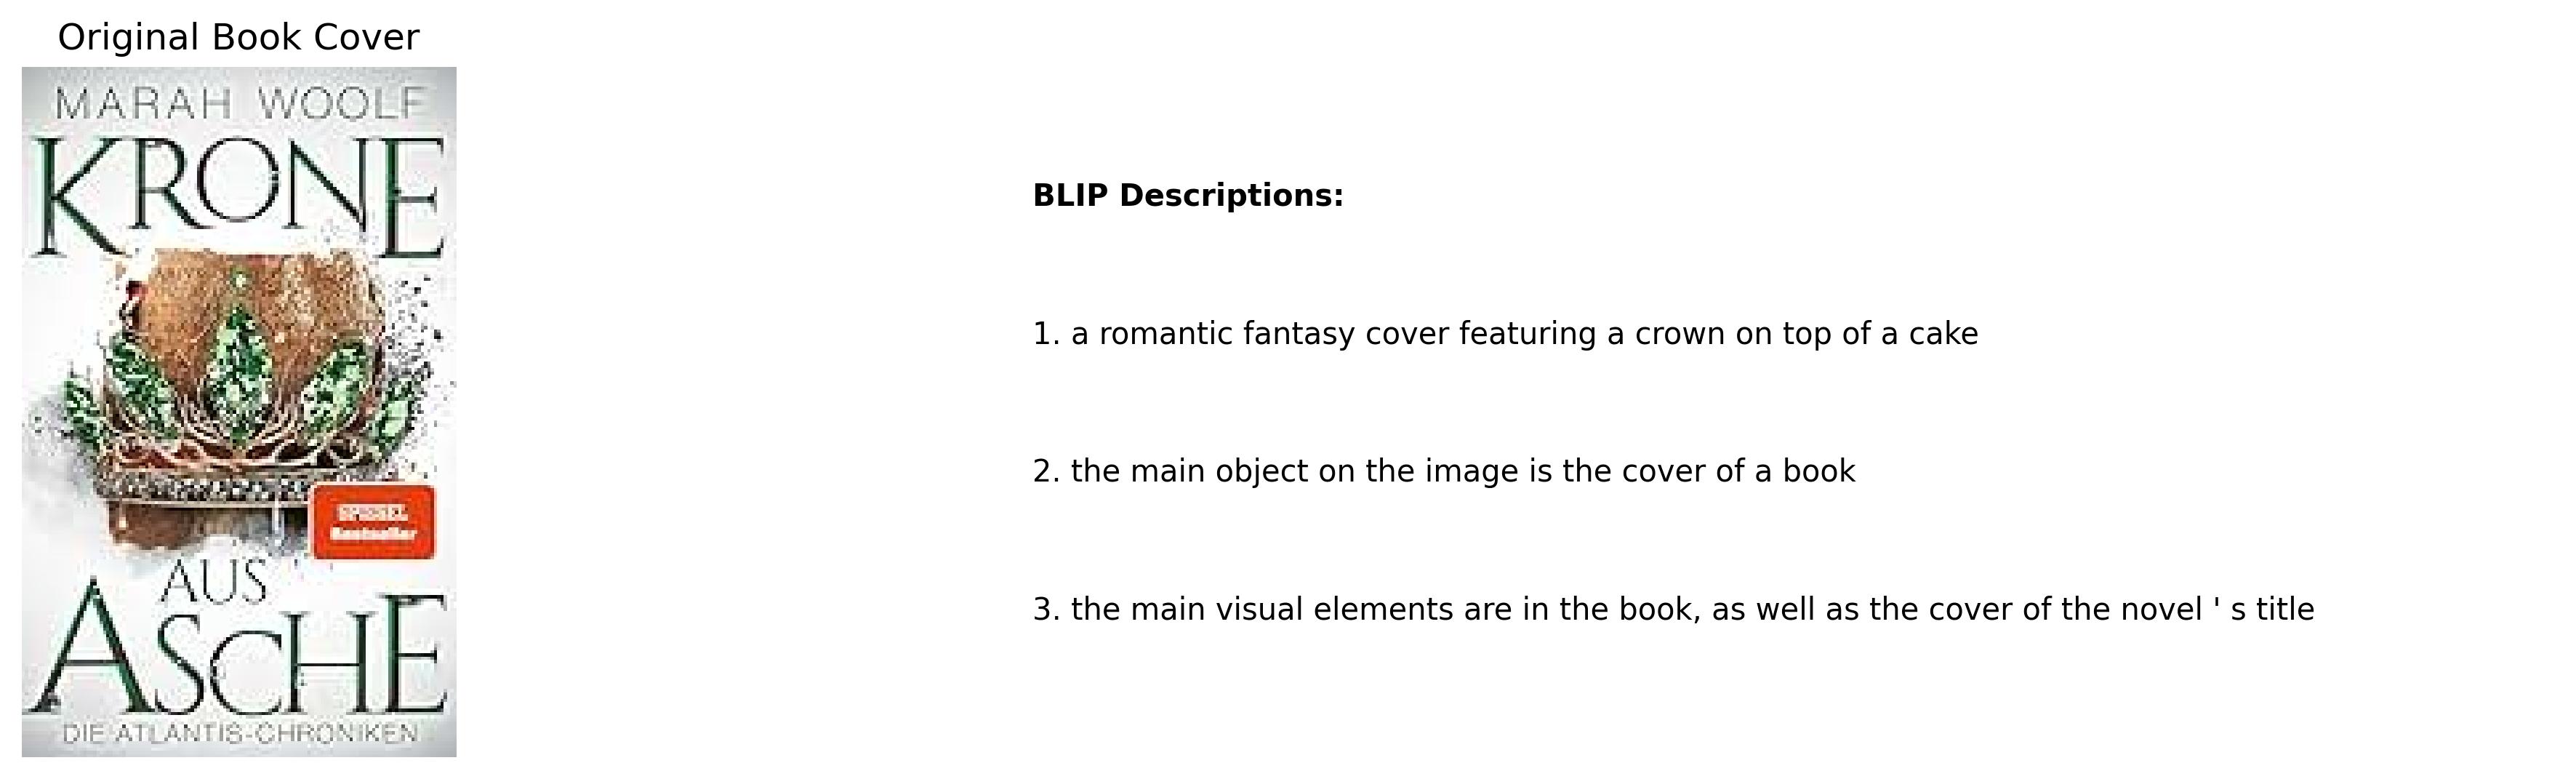 Original Book Cover
MARAH WOOLF
KRONE
SPIEGEL
Bestseller
AUS
ASCHE
DIE ATLANTIS-CHRONIKEN
BLIP Descriptions:
1. a romantic fantasy cover featuring a crown on top of a cake
2. the main object on the image is the cover of a book
3. the main visual elements are in the book, as well as the cover of the novel ' s title